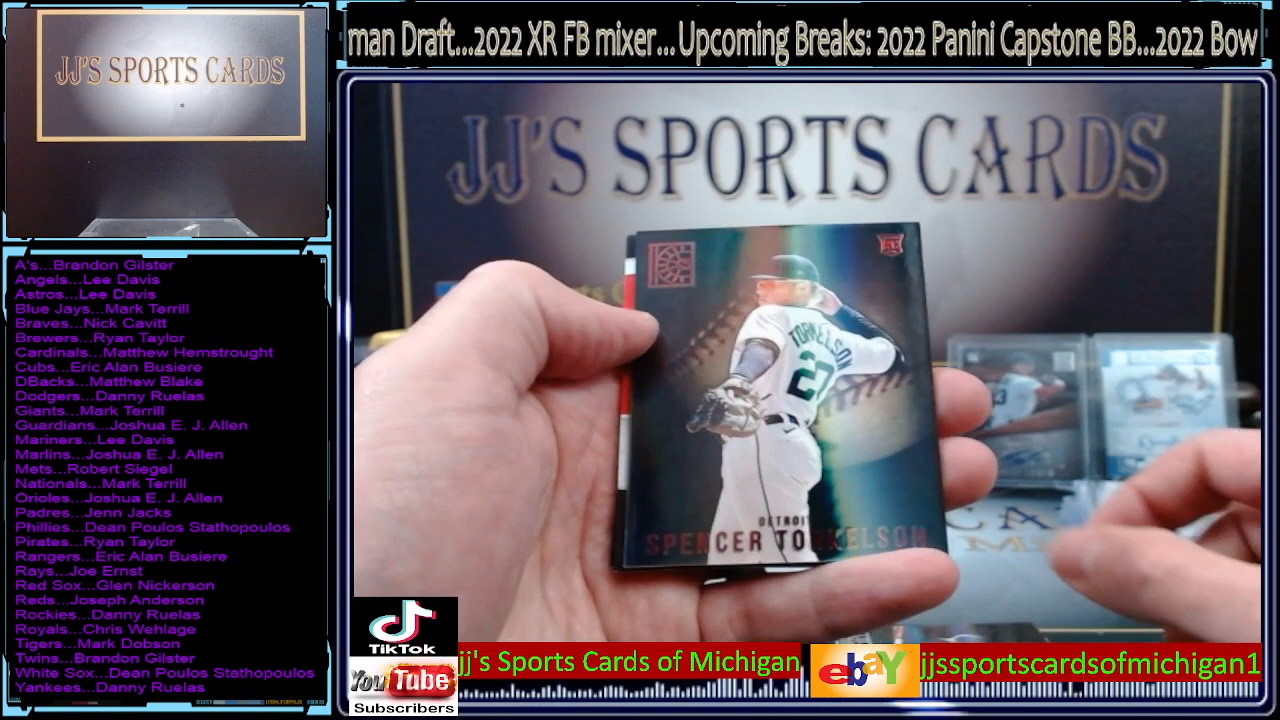 JJ'S SPORTS CARDS
man Draft...2022 XR FB mixer... Upcoming Breaks: 2022 Panini Capstone BB...2022 Bow
JJ'S SPORTS CARDS
A's...Brandon Gilster
Angels...Lee Davis
Astros...Lee Davis
Blue Jays...Mark Terrill
Braves...Nick Cavitt
Brewers...Ryan Taylor
Cardinals...Matthew Hemstrought
Cubs...Eric Alan Busiere
DBacks...Matthew Blake
Dodgers...Danny Ruelas
Giants...Mark Terrill
Guardians...Joshua E. J. Allen
Mariners...Lee Davis
Marlins...Joshua E. J. Allen
Mets...Robert Siegel
Nationals...Mark Terrill
Orioles...Joshua E. J. Allen
Padres...Jenn Jacks
Phillies...Dean Poulos Stathopoulos
Pirates...Ryan Taylor
Rangers...Eric Alan Busiere
Rays...Joe Ernst
Red Sox...Glen Nickerson
Reds...Joseph Anderson
Rockies...Danny Ruelas
Royals...Chris Wehlage
Tigers...Mark Dobson
Twins...Brandon Gilster
White Sox...Dean Poulos Stathopoulos
Yankees...Danny Ruelas
RC
TORKELSON
20
DETROIT
SPENCER TORKELSON
TikTok
You Tube
Subscribers
jj's Sports Cards of Michigan
ebay
jjssportscardsofmichigan1